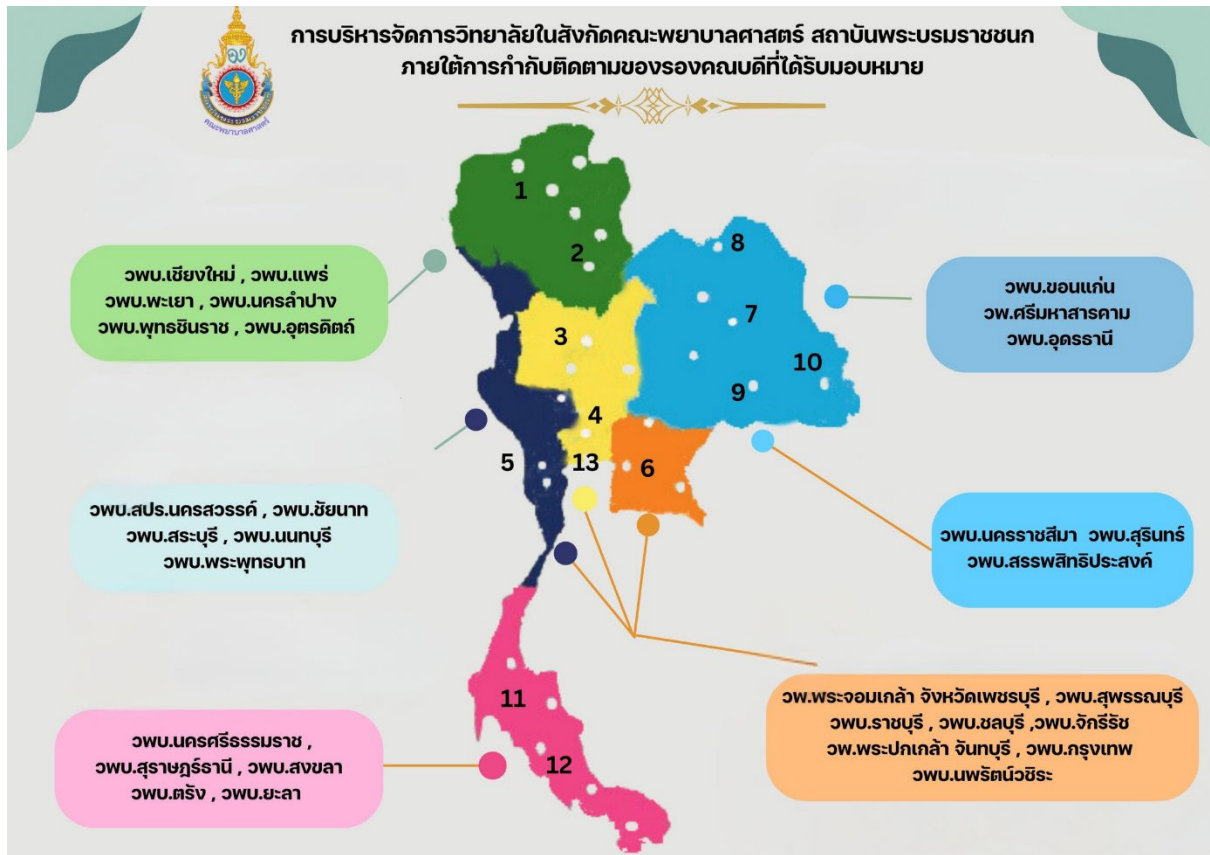 การบริหารจัดการวิทยาลัยในสังกัดคณะพยาบาลศาสตร์ สถาบันพระบรมราชชนก
ภายใต้การกำกับติดตามของรองคณบดีที่ได้รับมอบหมาย
คณะพยาบาลศาสตร์
1
2
8
7
3
10
9
4
5
13
6
11
12
วพบ.เชียงใหม่ , วพบ.แพร่
วพบ.พะเยา , วพบ.นครลำปาง
วพบ.พุทธชินราช , วพบ.อุตรดิตถ์
วพบ.ขอนแก่น
วพ.ศรีมหาสารคาม
วพบ.อุดรธานี
วพบ.สปร.นครสวรรค์ , วพบ.ชัยนาท
วพบ.สระบุรี , วพบ.นนทบุรี
วพบ.พระพุทธบาท
วพบ.นครราชสีมา วพบ.สุรินทร์
วพบ.สรรพสิทธิประสงค์
วพบ.นครศรีธรรมราช ,
วพบ.สุราษฎร์ธานี , วพบ.สงขลา
วพบ.ตรัง , วพบ.ยะลา
วพ.พระจอมเกล้า จังหวัดเพชรบุรี , วพบ.สุพรรณบุรี
วพบ.ราชบุรี , วพบ.ชลบุรี ,วพบ.จักรีรัช
วพ.พระปกเกล้า จันทบุรี , วพบ.กรุงเทพ
วพบ.นพรัตน์วชิระ